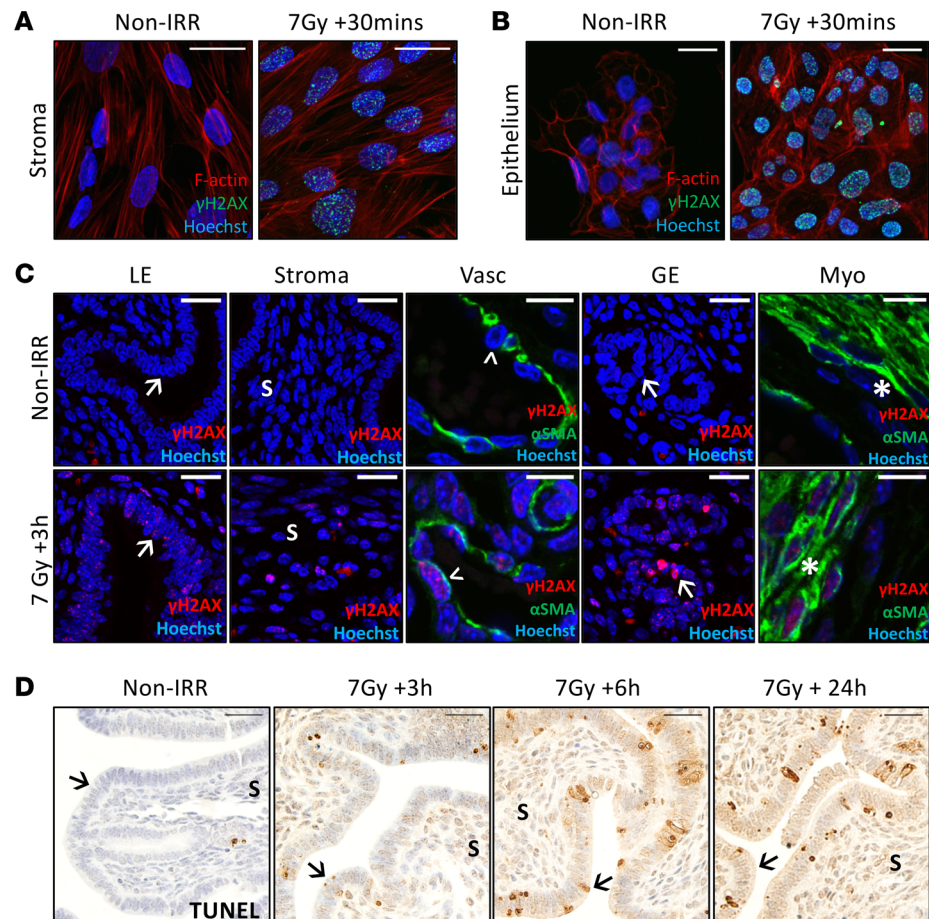 A
Non-IRR
7Gy +30mins
Stroma
F-actin
γH2AX
Hoechst
B
Non-IRR
7Gy +30mins
Epithelium
F-actin
γH2AX
Hoechst
C
LE
Stroma
Vasc
GE
Myo
Non-IRR
γH2AX
Hoechst
S
γH2AX
Hoechst
^
γH2AX
αSMA
Hoechst
γH2AX
Hoechst
*
γH2AX
αSMA
Hoechst
7 Gy +3h
γH2AX
Hoechst
S
γH2AX
Hoechst
<
γH2AX
αSMA
Hoechst
γH2AX
Hoechst
*
γH2AX
αSMA
Hoechst
D
Non-IRR
7Gy +3h
7Gy +6h
7Gy + 24h
S
TUNEL
S
S
S